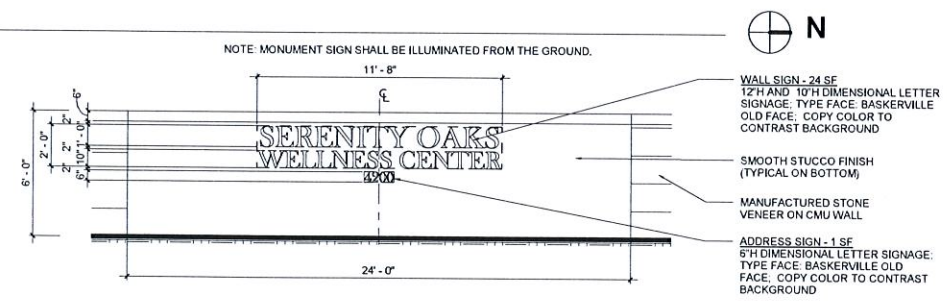 N
NOTE: MONUMENT SIGN SHALL BE ILLUMINATED FROM THE GROUND.
11' - 8"
CL
WALL SIGN - 24 SF
12"H AND 10"H DIMENSIONAL LETTER
SIGNAGE; TYPE FACE: BASKERVILLE
OLD FACE; COPY COLOR TO
CONTRAST BACKGROUND
6"
2"
1' - 0"
2"
10"
2"
6"
2' - 0"
6' - 0"
SERENITY OAKS
WELLNESS CENTER
4200
SMOOTH STUCCO FINISH
(TYPICAL ON BOTTOM)
MANUFACTURED STONE
VENEER ON CMU WALL
ADDRESS SIGN - 1 SF
6"H DIMENSIONAL LETTER SIGNAGE:
TYPE FACE: BASKERVILLE OLD
FACE; COPY COLOR TO CONTRAST
BACKGROUND
24' - 0"